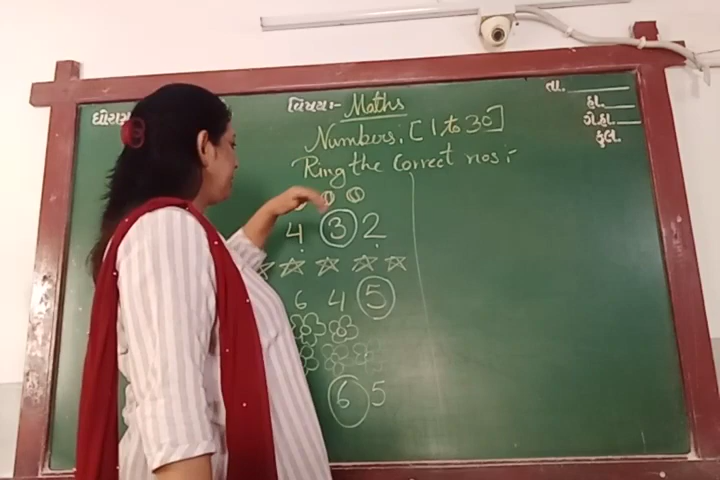 વિષય:- Maths
તા.
હા.
ગેહા.
કુલ.
Numbers: [1 to 30]
Ring the Correct nos:-
4 3 2
6 4 5
6 5